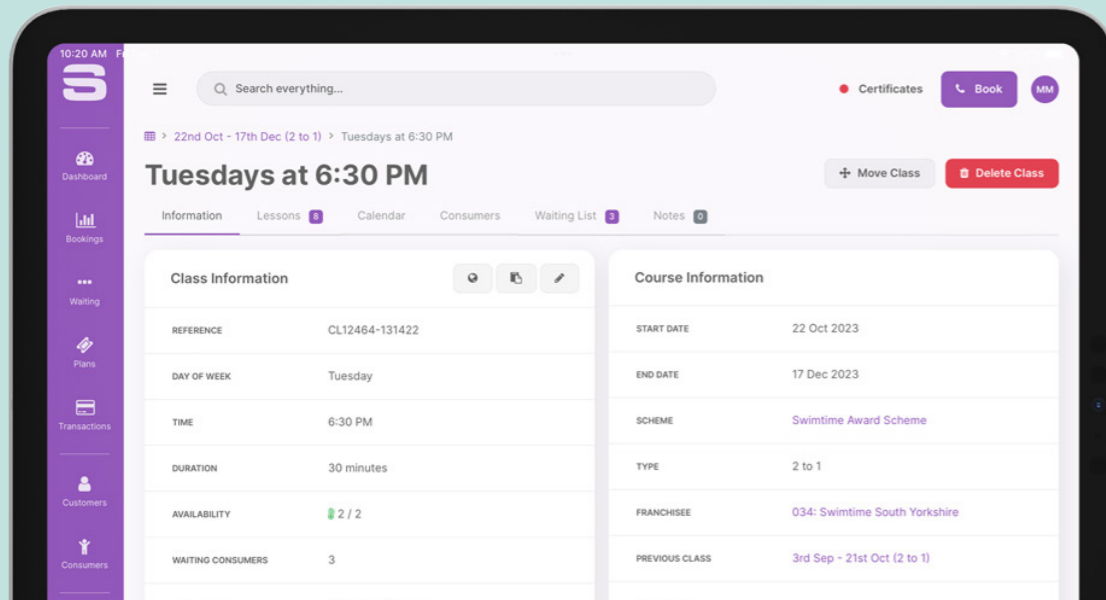 10:20 AM
S
Search everything...
Certificates
Book
MM
22nd Oct - 17th Dec (2 to 1) > Tuesdays at 6:30 PM
Tuesdays at 6:30 PM
Move Class
Delete Class
Information
Lessons 8
Calendar
Consumers
Waiting List 3
Notes 0
Dashboard
Bookings
Waiting
Plans
Transactions
Customers
Consumers
Class Information
REFERENCE CL12464-131422
DAY OF WEEK Tuesday
TIME 6:30 PM
DURATION 30 minutes
AVAILABILITY 2 / 2
WAITING CONSUMERS 3
Course Information
START DATE 22 Oct 2023
END DATE 17 Dec 2023
SCHEME Swimtime Award Scheme
TYPE 2 to 1
FRANCHISEE 034: Swimtime South Yorkshire
PREVIOUS CLASS 3rd Sep - 21st Oct (2 to 1)